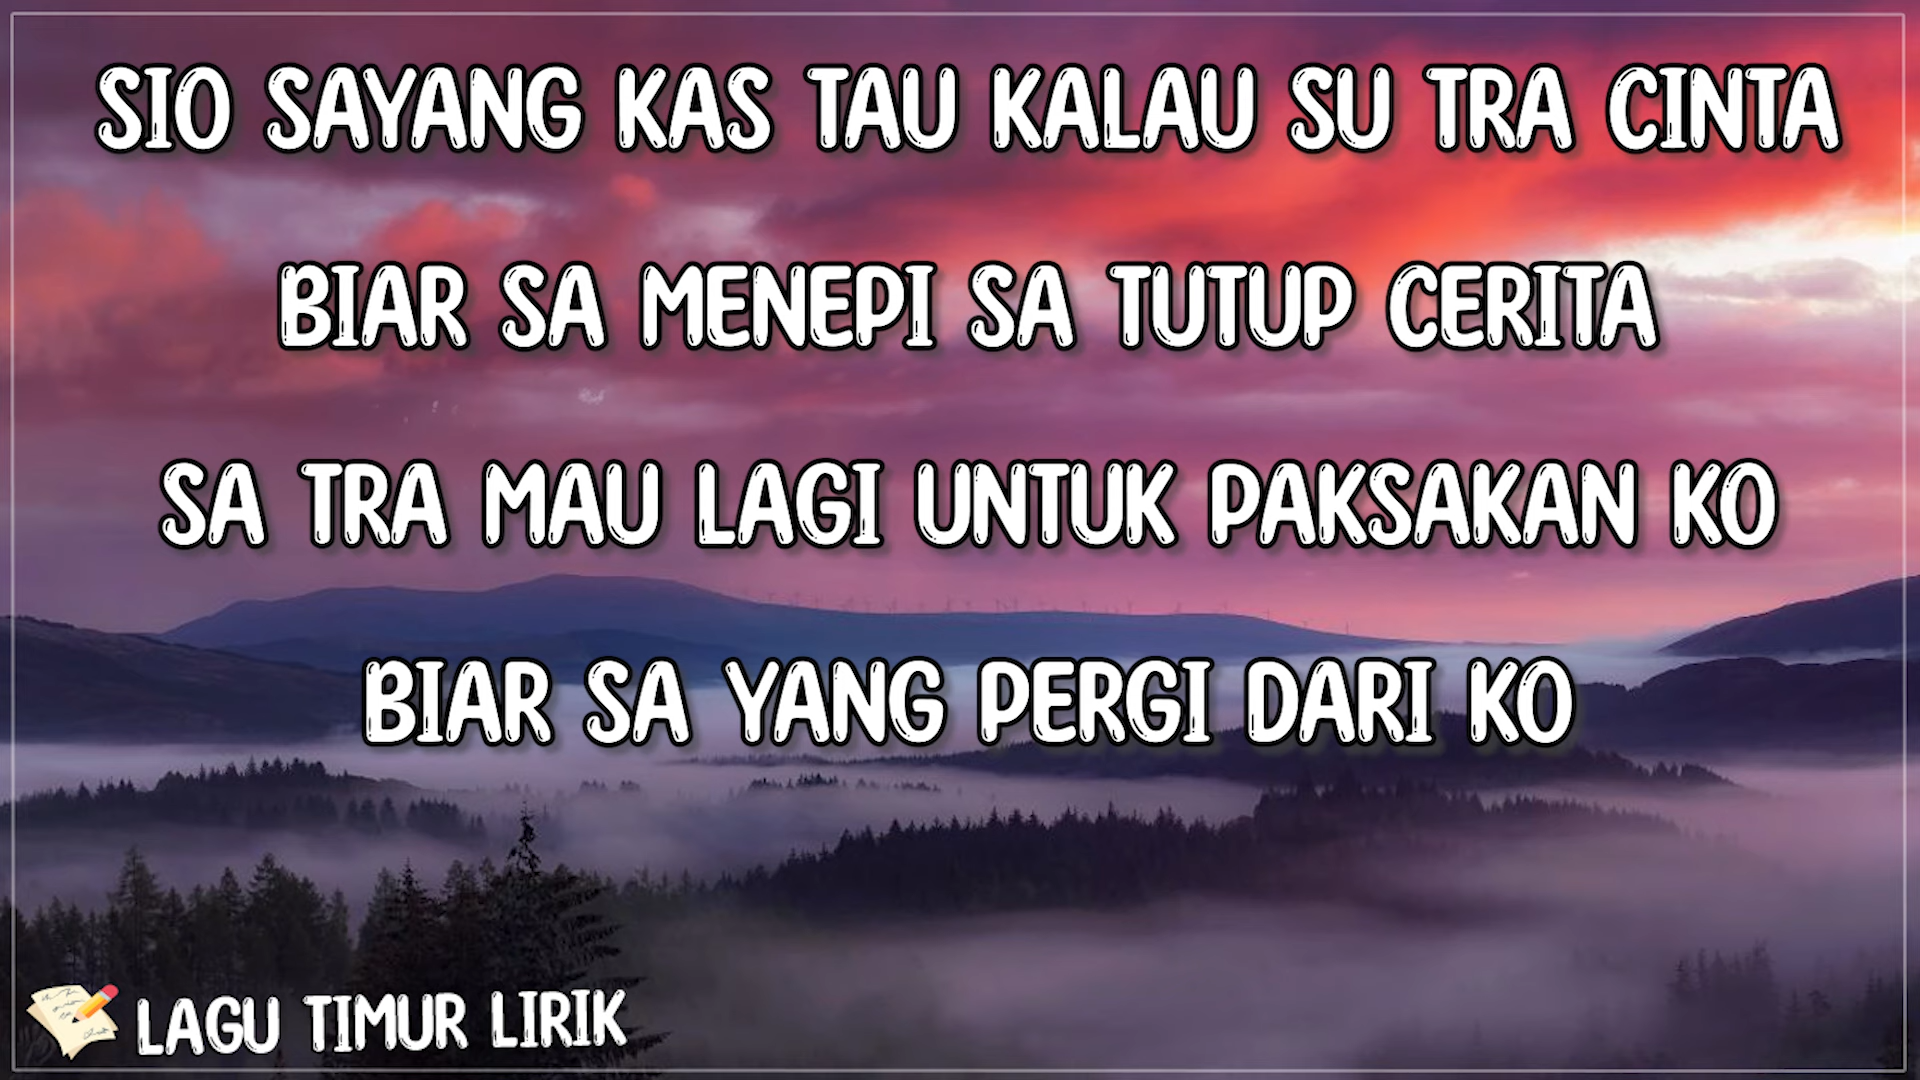 SIO SAYANG KAS TAU KALAU SU TRA CINTA
BIAR SA MENEPI SA TUTUP CERITA
SA TRA MAU LAGI UNTUK PAKSAKAN KO
BIAR SA YANG PERGI DARI KO
LAGU TIMUR LIRIK